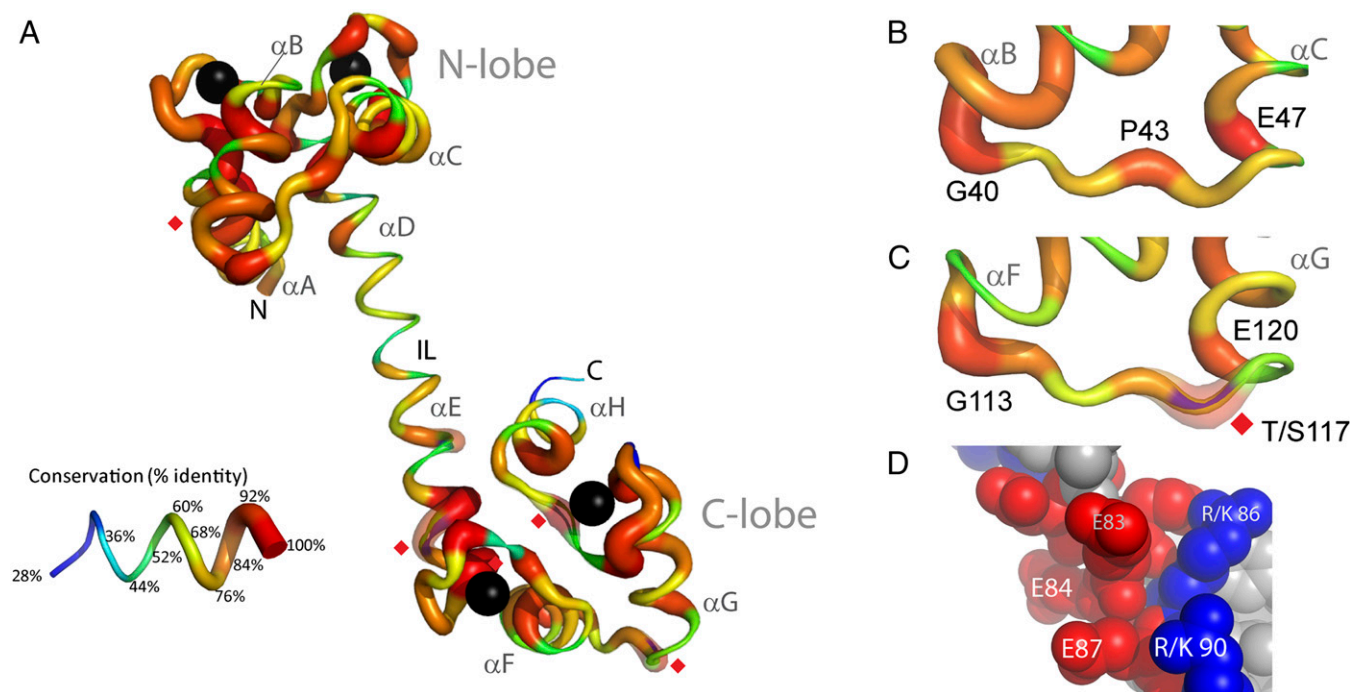 A
αB
N-lobe
αC
αD
αA
N
IL
C
αE
αH
Conservation (% identity)
92%
60%
36%
68%
100%
52%
84%
28%
44%
76%
C-lobe
αG
αF
B
αB
αC
P43
E47
G40
C
αF
αG
E120
G113
T/S117
D
E83
R/K 86
E84
E87
R/K 90